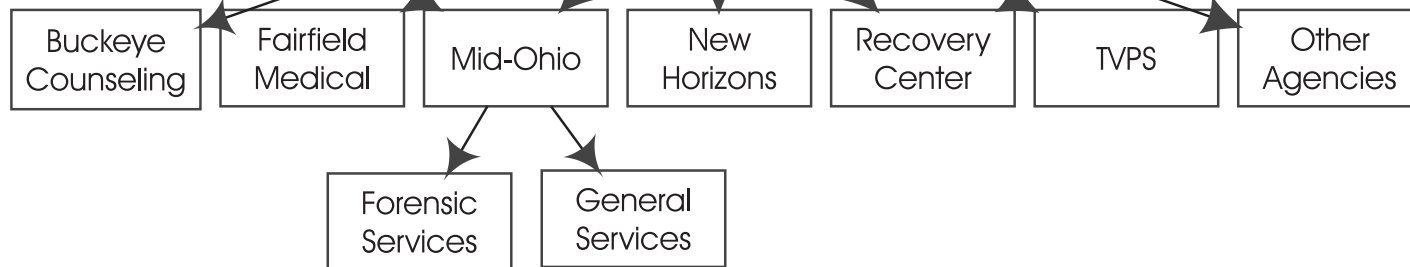 Buckeye
Counseling
Fairfield
Medical
Mid-Ohio
New
Horizons
Recovery
Center
TVPS
Other
Agencies
Forensic
Services
General
Services